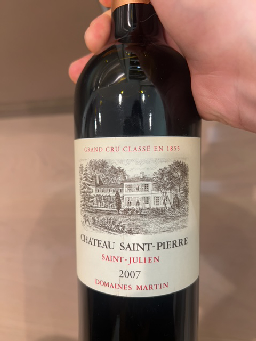 GRAND CRU CLASSÉ EN 1855
CHATEAU SAINT-PIERRE
SAINT-JULIEN
2007
DOMAINES MARTIN